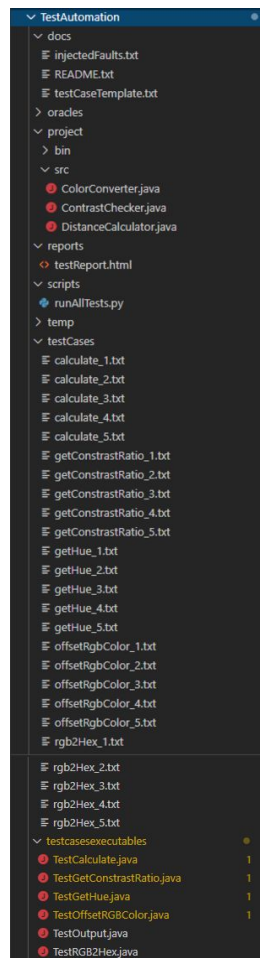 TestAutomation
docs
injectedFaults.txt
README.txt
testCaseTemplate.txt
oracles
project
bin
src
ColorConverter.java
ContrastChecker.java
DistanceCalculator.java
reports
testReport.html
scripts
runAllTests.py
temp
testCases
calculate_1.txt
calculate_2.txt
calculate_3.txt
calculate_4.txt
calculate_5.txt
getConstrastRatio_1.txt
getConstrastRatio_2.txt
getConstrastRatio_3.txt
getConstrastRatio_4.txt
getConstrastRatio_5.txt
getHue_1.txt
getHue_2.txt
getHue_3.txt
getHue_4.txt
getHue_5.txt
offsetRgbColor_1.txt
offsetRgbColor_2.txt
offsetRgbColor_3.txt
offsetRgbColor_4.txt
offsetRgbColor_5.txt
rgb2Hex_1.txt
rgb2Hex_2.txt
rgb2Hex_3.txt
rgb2Hex_4.txt
rgb2Hex_5.txt
testcasesexecutables
TestCalculate.java 1
TestGetConstrastRatio.java 1
TestGetHue.java 1
TestOffsetRGBColor.java 1
TestOutput.java
TestRGB2Hex.java